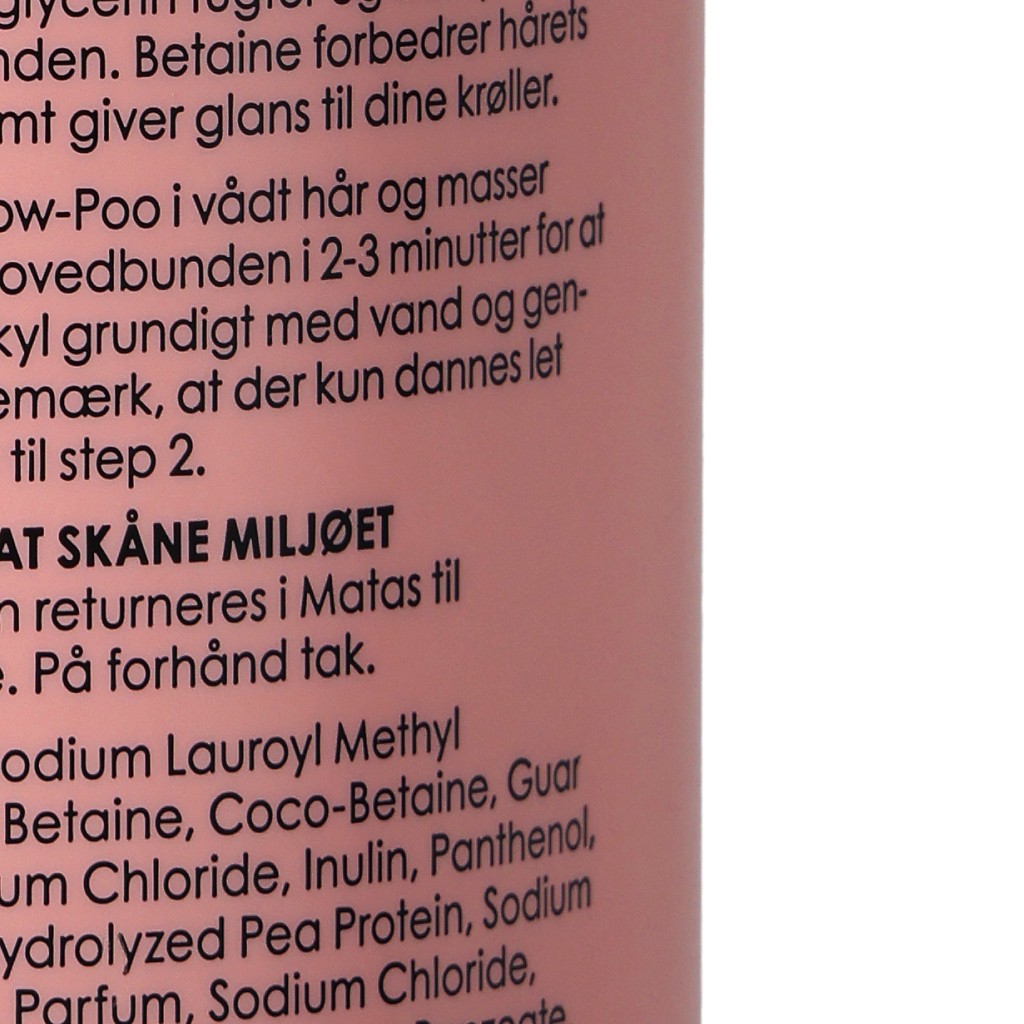 nden. Betaine forbedrer hårets
mt giver glans til dine krøller.
ow-Poo i vådt hår og masser
ovedbunden i 2-3 minutter for at
kyl grundigt med vand og gen-
emærk, at der kun dannes let
til step 2.
AT SKÅNE MILJØET
n returneres i Matas til
e. På forhånd tak.
odium Lauroyl Methyl
Betaine, Coco-Betaine, Guar
um Chloride, Inulin, Panthenol,
ydrolyzed Pea Protein, Sodium
Parfum, Sodium Chloride,